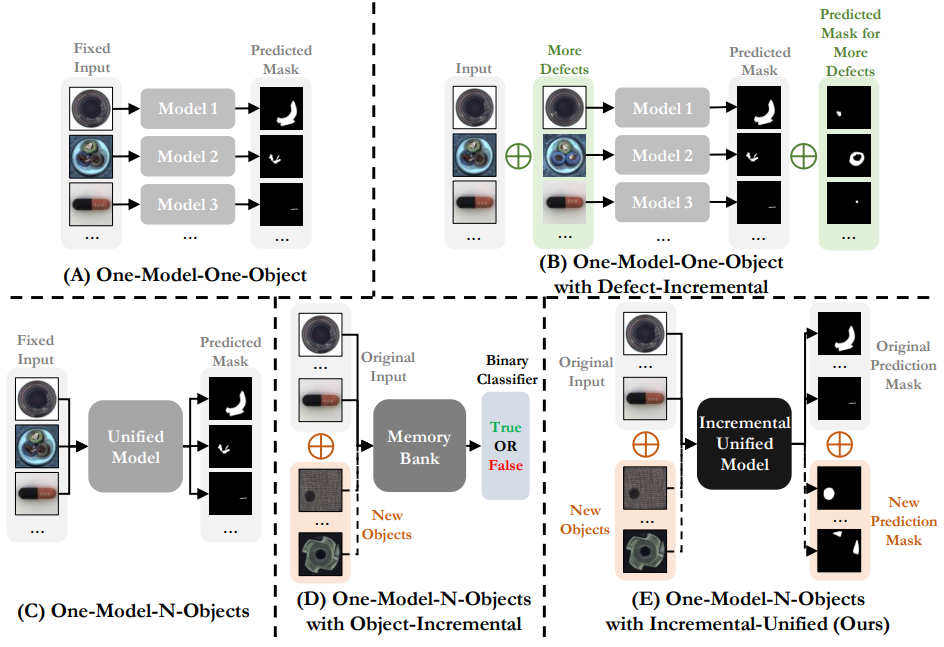 Fixed
Input
Predicted
Mask
Model 1
Model 2
Model 3
...
...
...
(A) One-Model-One-Object
Input
More
Defects
Predicted
Mask
Predicted
Mask for
More
Defects
Model 1
Model 2
Model 3
...
...
...
...
...
(B) One-Model-One-Object
with Defect-Incremental
Fixed
Input
Predicted
Mask
Unified
Model
...
...
(C) One-Model-N-Objects
Original
Input
...
Memory
Bank
Binary
Classifier
True
OR
False
New
Objects
...
(D) One-Model-N-Objects
with Object-Incremental
Original
Input
...
Incremental
Unified
Model
...
Original
Prediction
Mask
New
Objects
...
...
New
Prediction
Mask
(E) One-Model-N-Objects
with Incremental-Unified (Ours)